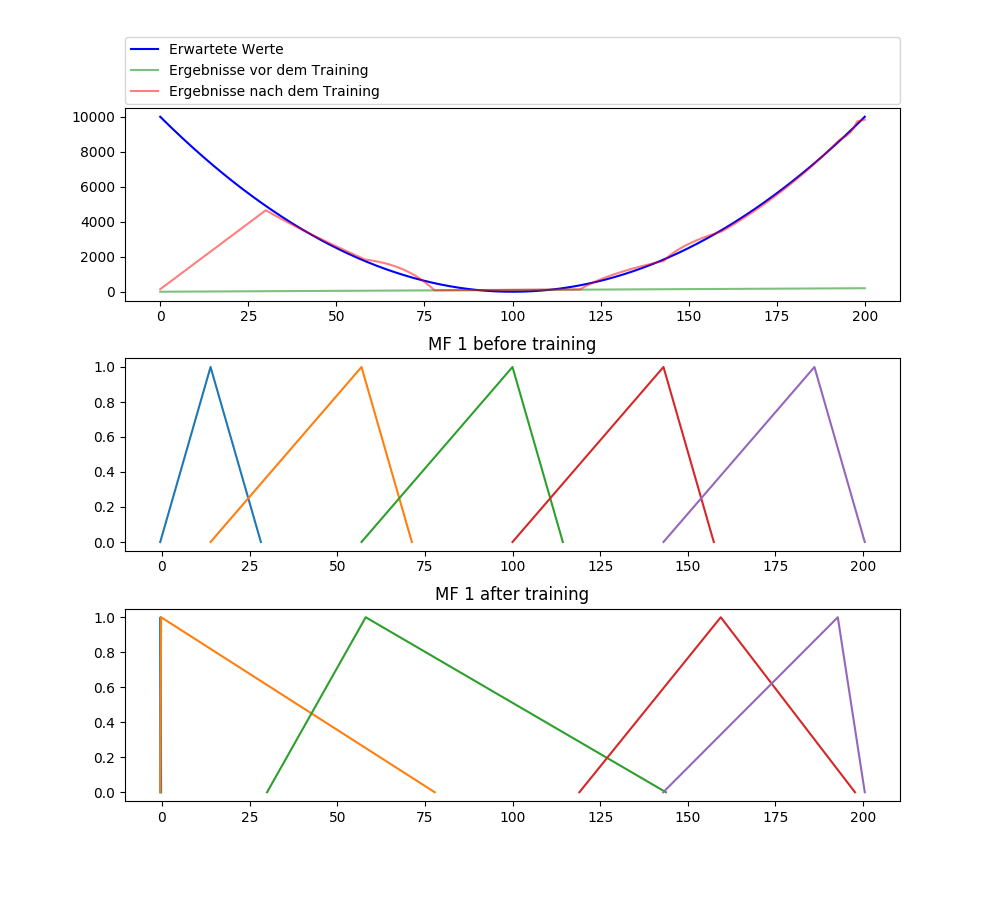 Erwartete Werte
Ergebnisse vor dem Training
Ergebnisse nach dem Training
10000
8000
6000
4000
2000
0
0 25 50 75 100 125 150 175 200
MF 1 before training
1.0
0.8
0.6
0.4
0.2
0.0
0 25 50 75 100 125 150 175 200
MF 1 after training
1.0
0.8
0.6
0.4
0.2
0.0
0 25 50 75 100 125 150 175 200